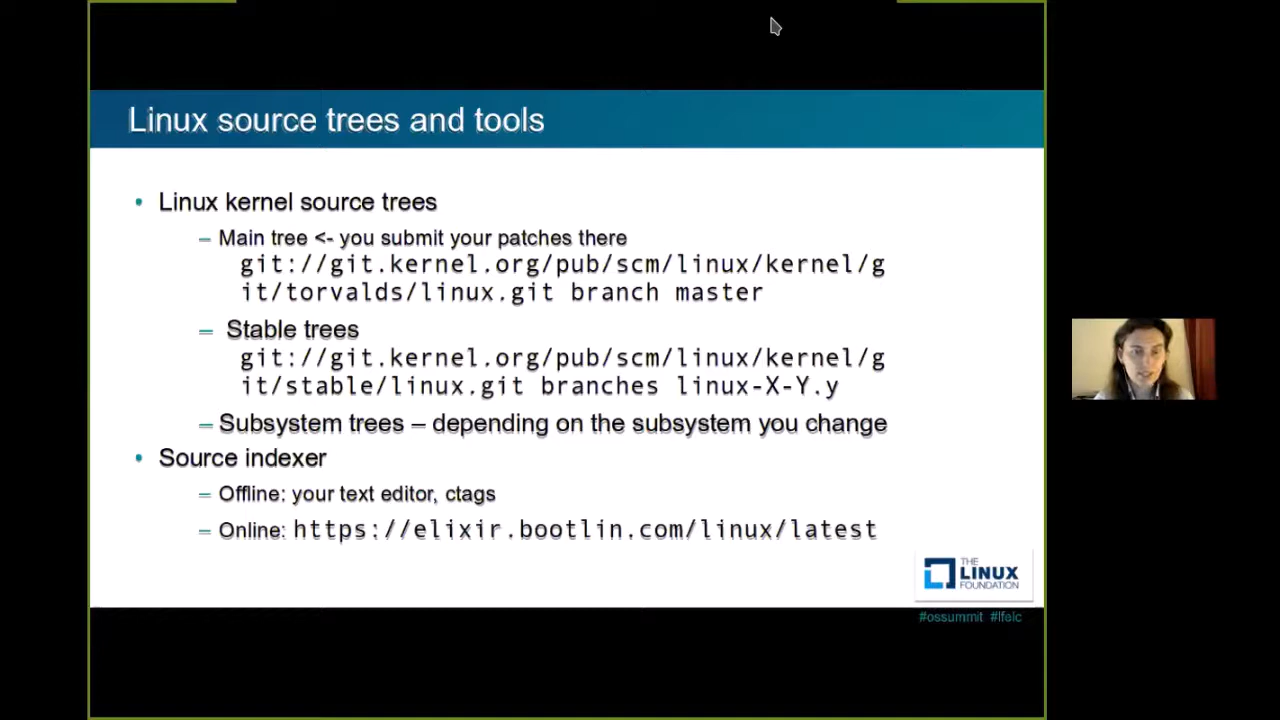 Linux source trees and tools
• Linux kernel source trees
– Main tree <- you submit your patches there
git://git.kernel.org/pub/scm/linux/kernel/g
it/torvalds/linux.git branch master
– Stable trees
git://git.kernel.org/pub/scm/linux/kernel/g
it/stable/linux.git branches linux-X-Y.y
– Subsystem trees – depending on the subsystem you change
• Source indexer
– Offline: your text editor, ctags
– Online: https://elixir.bootlin.com/linux/latest
THE
LINUX
FOUNDATION
#ossummit #lfelc